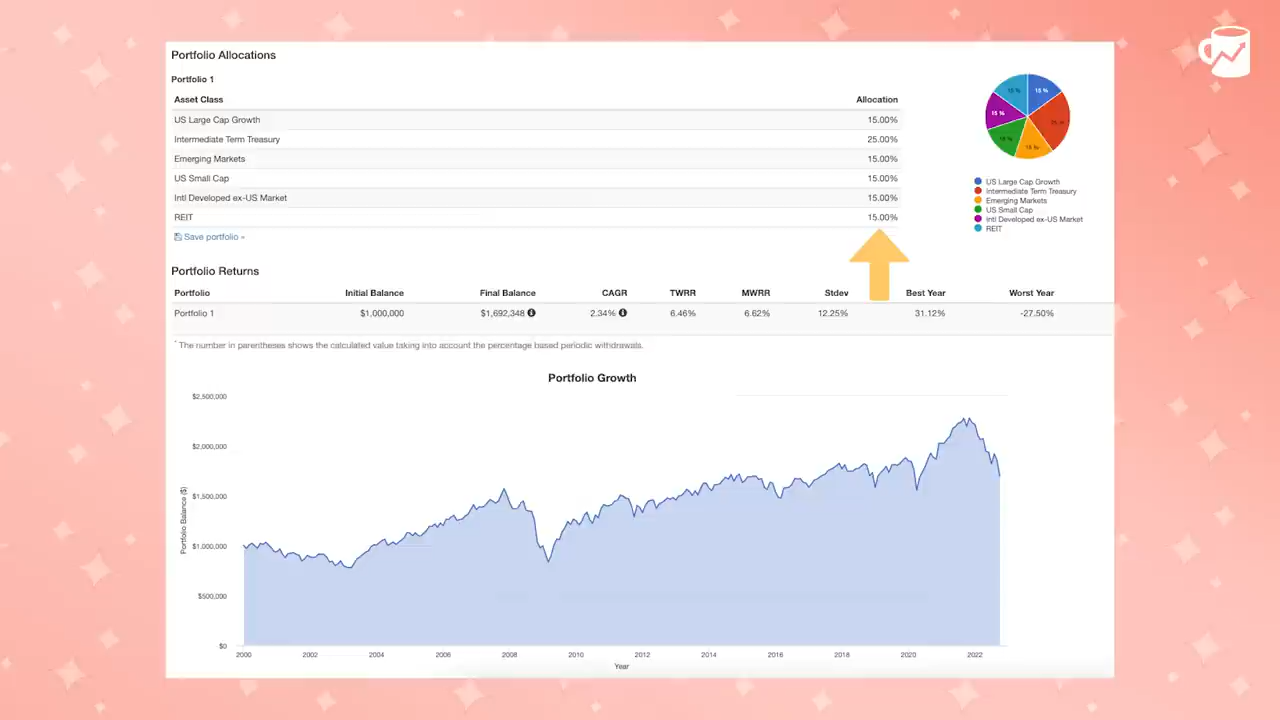 Portfolio Allocations
Portfolio 1
Asset Class Allocation
US Large Cap Growth 15.00%
Intermediate Term Treasury 25.00%
Emerging Markets 15.00%
US Small Cap 15.00%
Intl Developed ex-US Market 15.00%
REIT 15.00%
Save portfolio »
15 % 15 %
15 % 25 %
15 % 15 %
US Large Cap Growth
Intermediate Term Treasury
Emerging Markets
US Small Cap
Intl Developed ex-US Market
REIT
Portfolio Returns
Portfolio Initial Balance Final Balance CAGR TWRR MWRR Stdev Best Year Worst Year
Portfolio 1 $1,000,000 $1,692,348 2.34% 6.46% 6.62% 12.25% 31.12% -27.50%
* The number in parentheses shows the calculated value taking into account the percentage based periodic withdrawals.
Portfolio Growth
Portfolio Balance ($)
$2,500,000
$2,000,000
$1,500,000
$1,000,000
$500,000
$0
2000 2002 2004 2006 2008 2010 2012 2014 2016 2018 2020 2022
Year